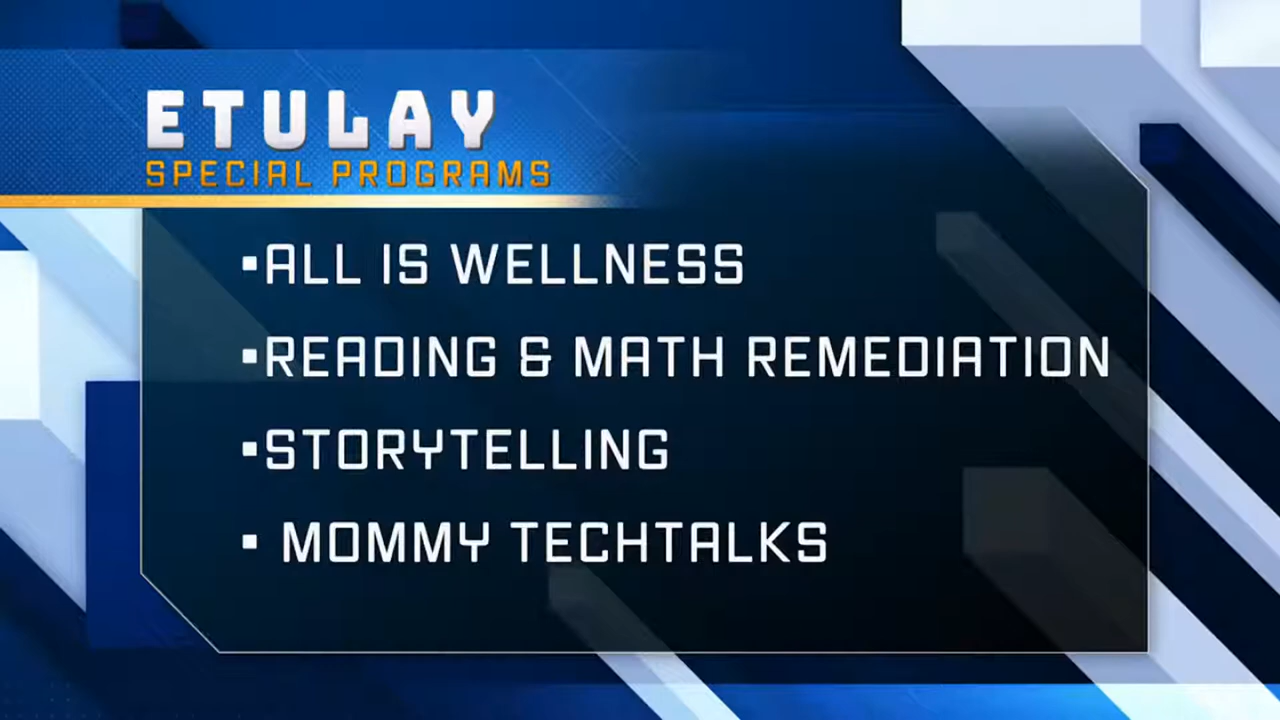 ETULAY
SPECIAL PROGRAMS
▪ALL IS WELLNESS
▪READING & MATH REMEDIATION
▪STORYTELLING
▪ MOMMY TECHTALKS